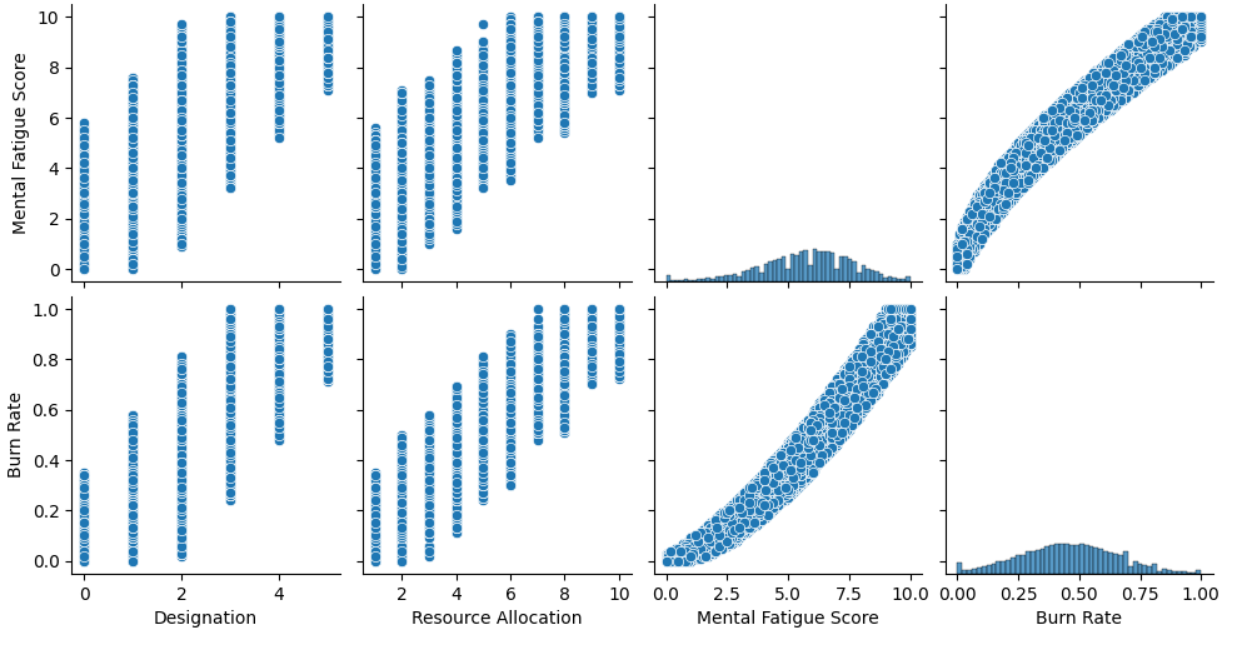 10
8
6
4
2
0
Mental Fatigue Score
1.0
0.8
0.6
0.4
0.2
0.0
Burn Rate
0 2 4
Designation
2 4 6 8 10
Resource Allocation
0.0 2.5 5.0 7.5 10.0
Mental Fatigue Score
0.00 0.25 0.50 0.75 1.00
Burn Rate